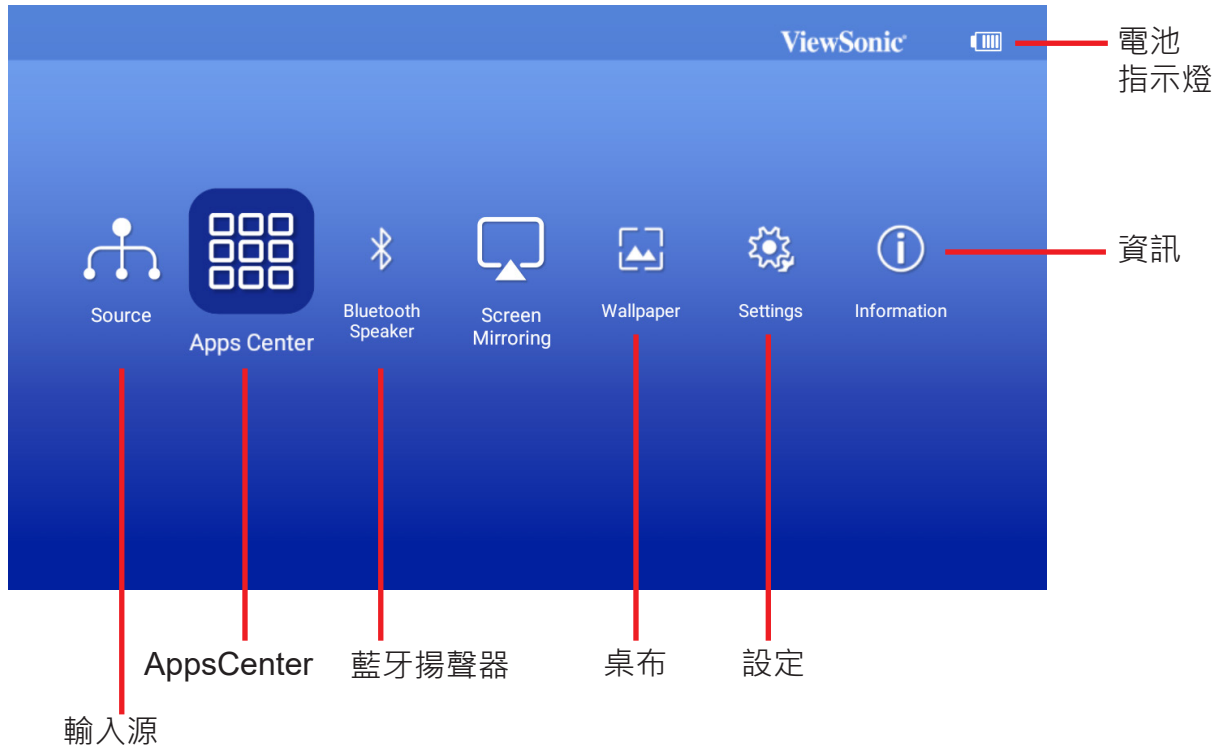 ViewSonic
電池
指示燈
資訊
Source
Apps Center
Bluetooth
Speaker
Screen
Mirroring
Wallpaper
Settings
Information
AppsCenter
藍牙揚聲器
桌布
設定
輸入源